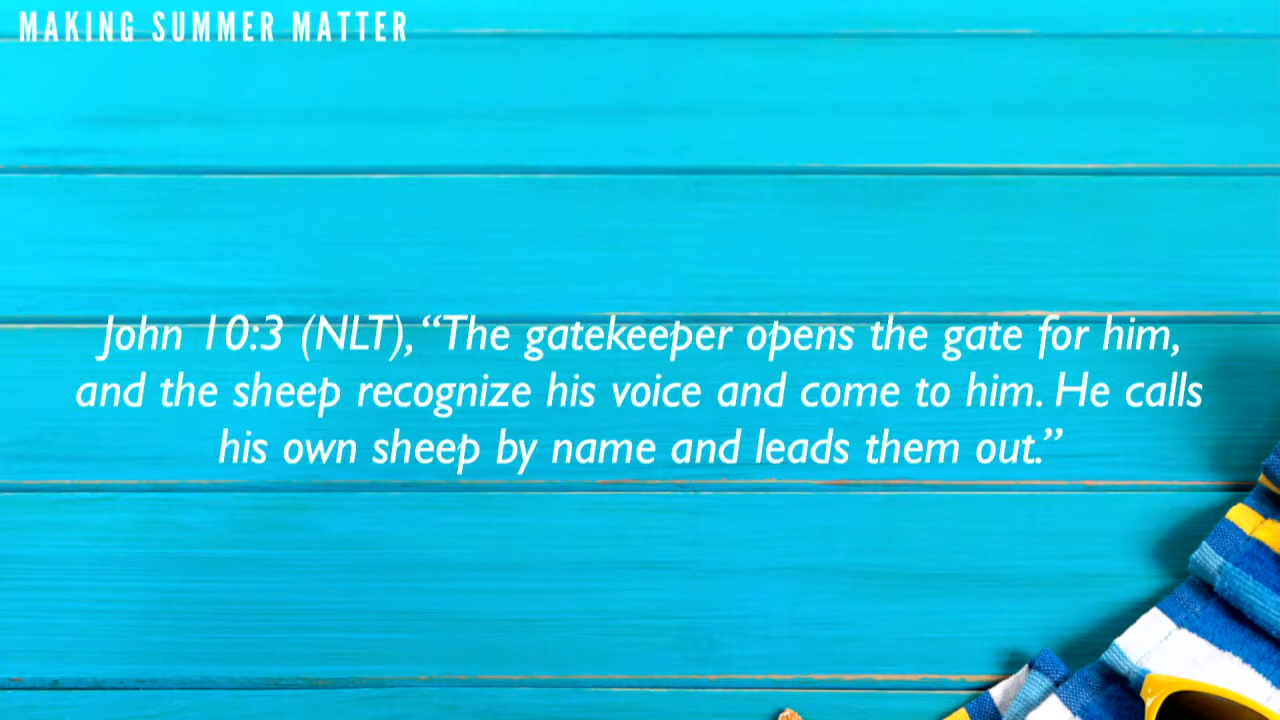 MAKING SUMMER MATTER
John 10:3 (NLT), “The gatekeeper opens the gate for him,
and the sheep recognize his voice and come to him. He calls
his own sheep by name and leads them out.”